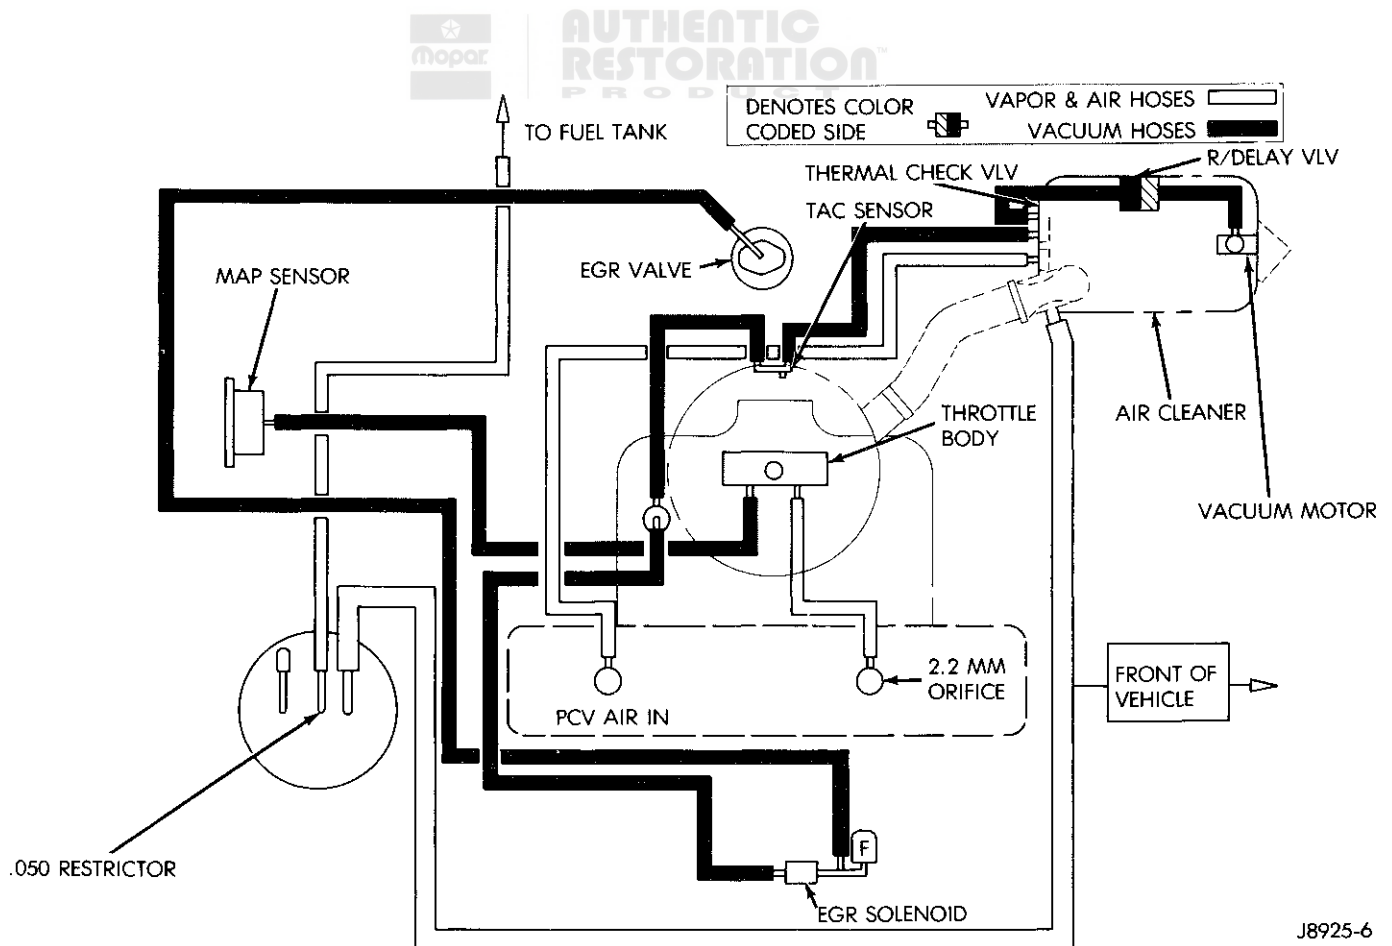 Mopar
AUTHENTIC
RESTORATION™
PRODUCT
DENOTES COLOR
CODED SIDE
VAPOR & AIR HOSES
VACUUM HOSES
TO FUEL TANK
R/DELAY VLV
THERMAL CHECK VLV
TAC SENSOR
EGR VALVE
MAP SENSOR
THROTTLE
BODY
AIR CLEANER
VACUUM MOTOR
2.2 MM
ORIFICE
FRONT OF
VEHICLE
PCV AIR IN
.050 RESTRICTOR
F
EGR SOLENOID
J8925-6